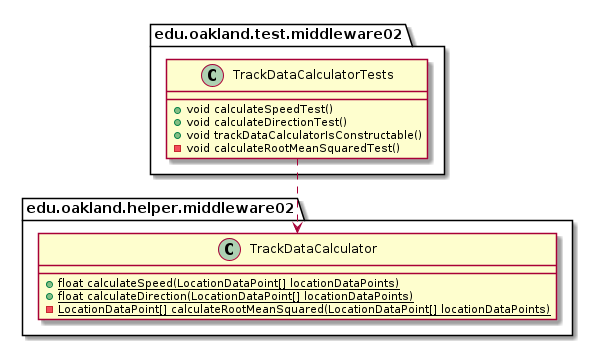 edu.oakland.test.middleware02
C TrackDataCalculatorTests
void calculateSpeedTest()
void calculateDirectionTest()
void trackDataCalculatorIsConstructable()
void calculateRootMeanSquaredTest()
edu.oakland.helper.middleware02
C TrackDataCalculator
float calculateSpeed(LocationDataPoint[] locationDataPoints)
float calculateDirection(LocationDataPoint[] locationDataPoints)
LocationDataPoint[] calculateRootMeanSquared(LocationDataPoint[] locationDataPoints)